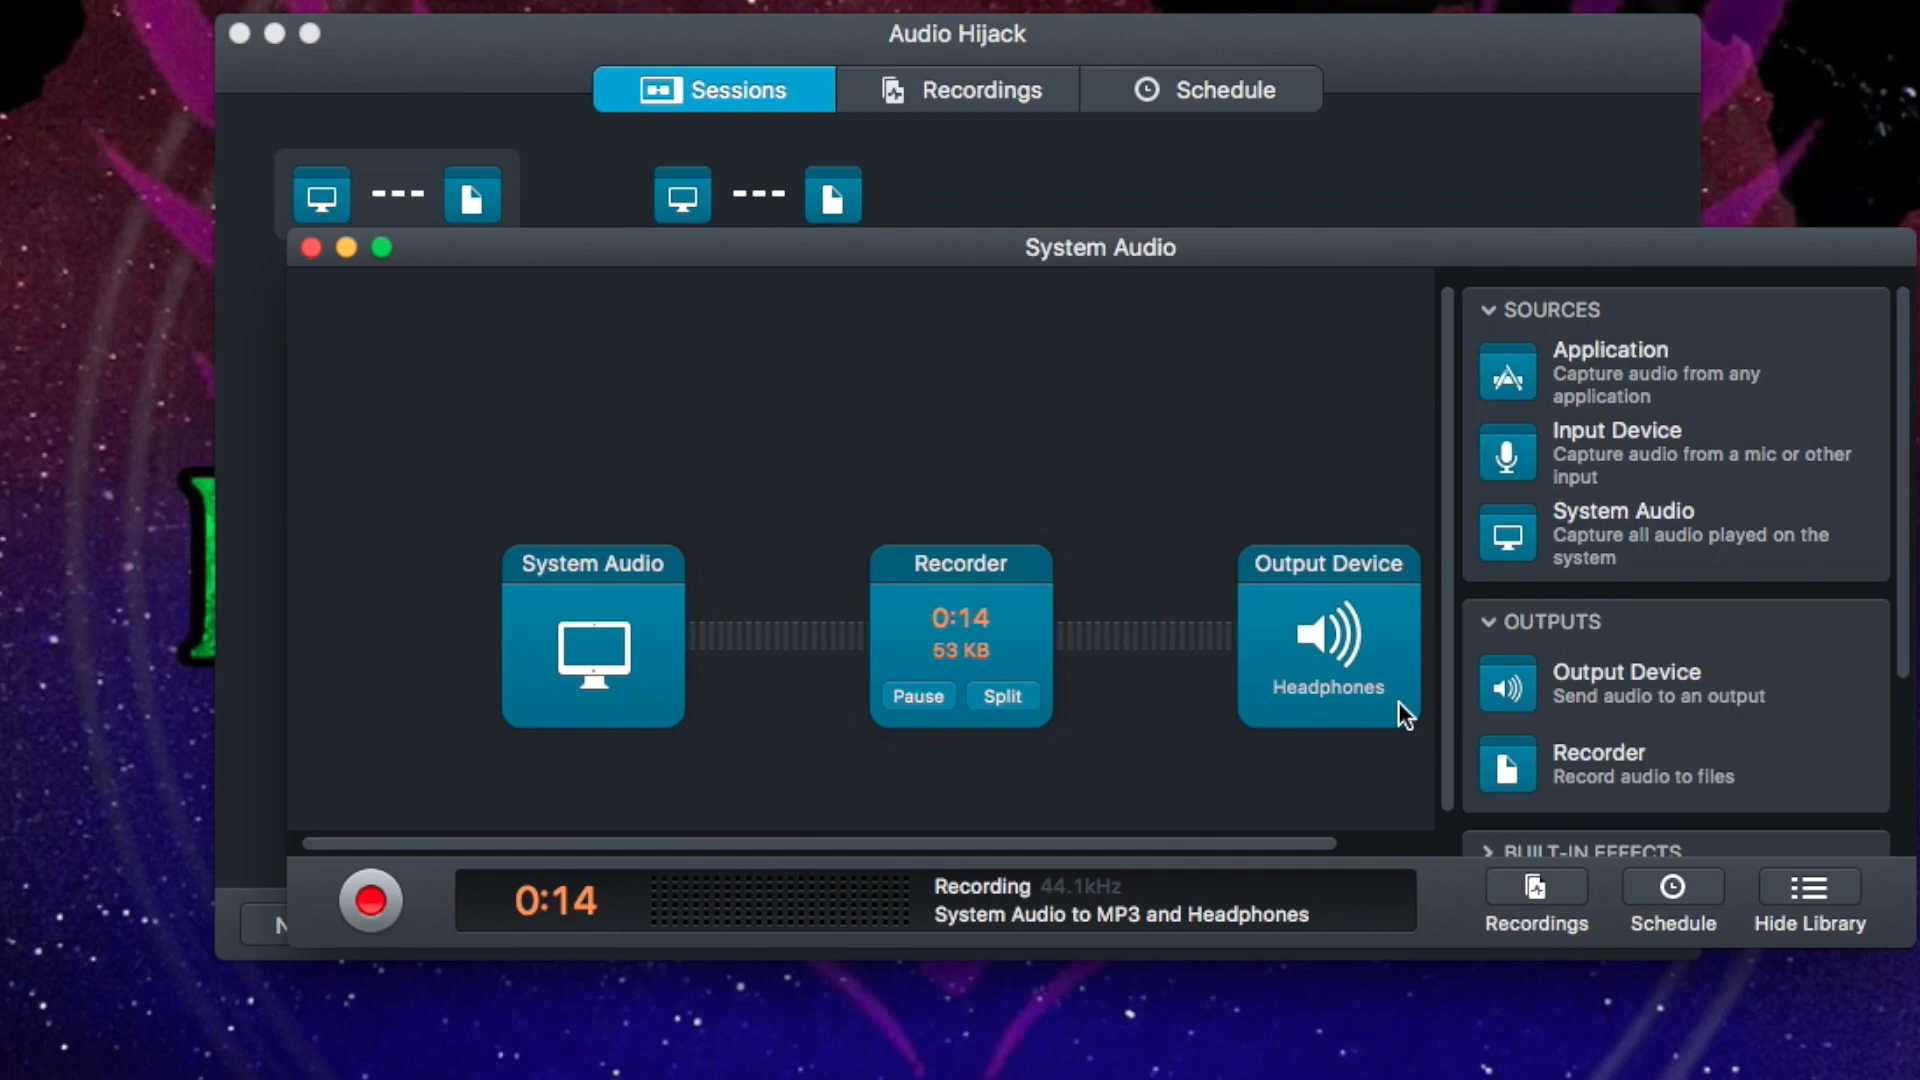 Audio Hijack
Sessions
Recordings
Schedule
System Audio
SOURCES
Application
Capture audio from any
application
Input Device
Capture audio from a mic or other
input
System Audio
Capture all audio played on the
system
System Audio
Recorder
0:14
53 KB
Pause
Split
Output Device
Headphones
OUTPUTS
Output Device
Send audio to an output
Recorder
Record audio to files
BUILT-IN EFFECTS
0:14
Recording 44.1kHz
System Audio to MP3 and Headphones
Recordings
Schedule
Hide Library